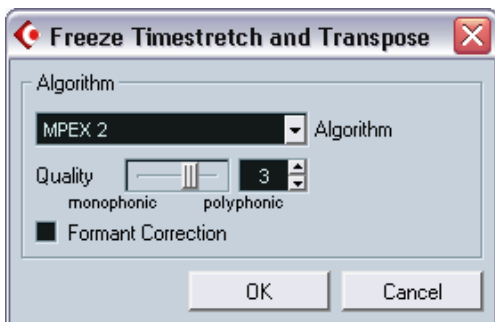 Freeze Timestretch and Transpose
Algorithm
MPEX 2 Algorithm
Quality 3
monophonic polyphonic
Formant Correction
OK Cancel